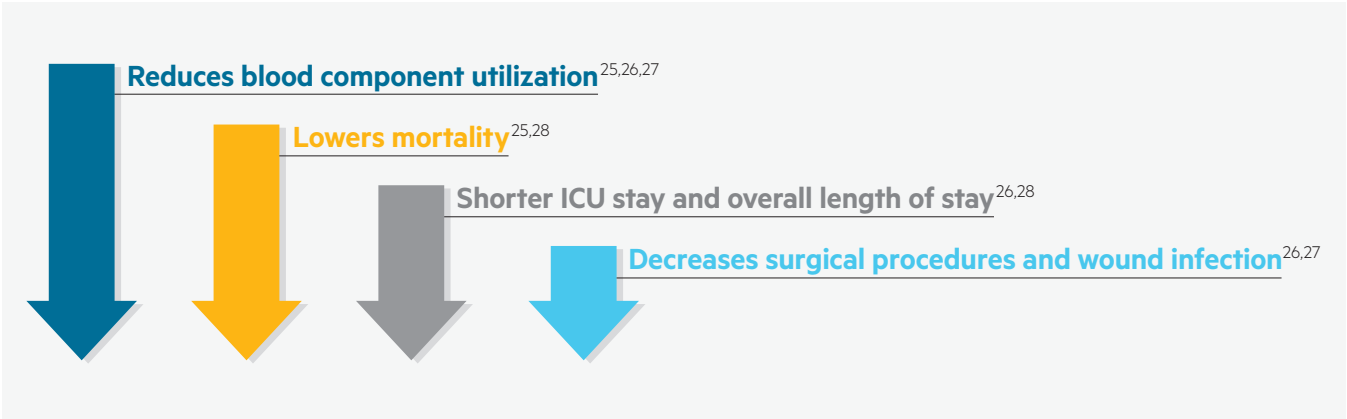 Reduces blood component utilization25,26,27
Lowers mortality25,28
Shorter ICU stay and overall length of stay26,28
Decreases surgical procedures and wound infection26,27